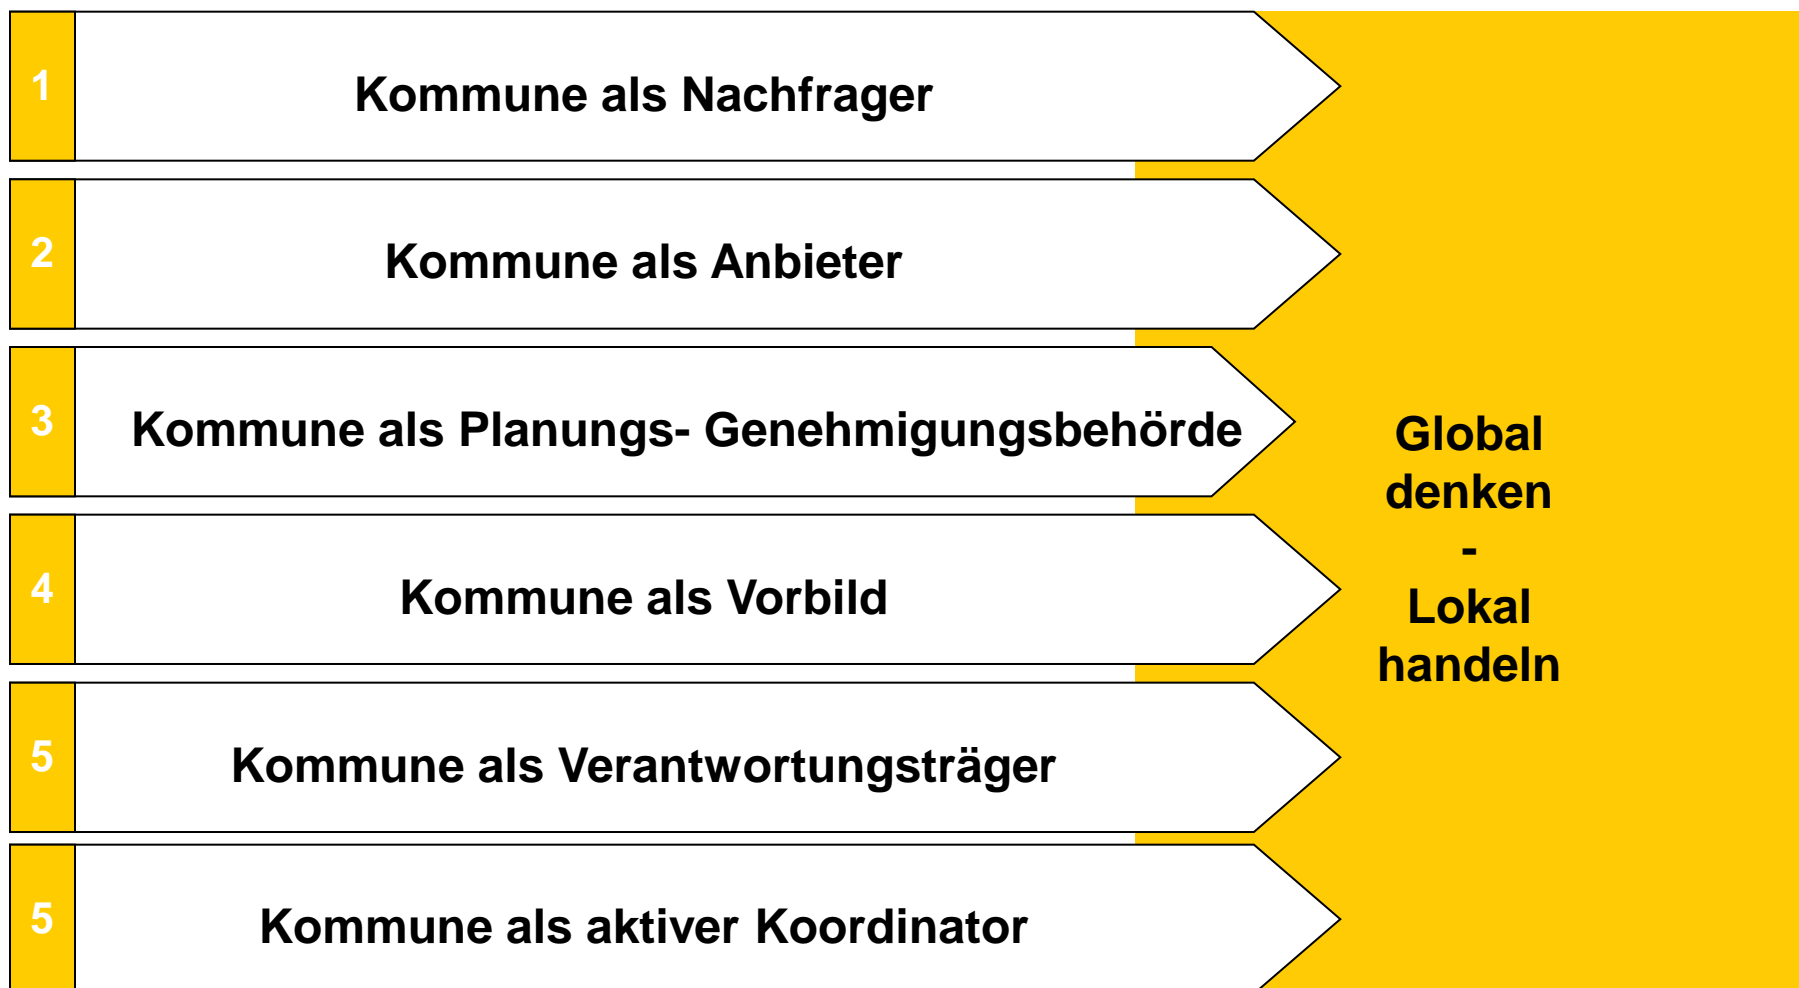 1
Kommune als Nachfrager
2
Kommune als Anbieter
3
Kommune als Planungs- Genehmigungsbehörde
4
Kommune als Vorbild
5
Kommune als Verantwortungsträger
5
Kommune als aktiver Koordinator
Global
denken
-
Lokal
handeln